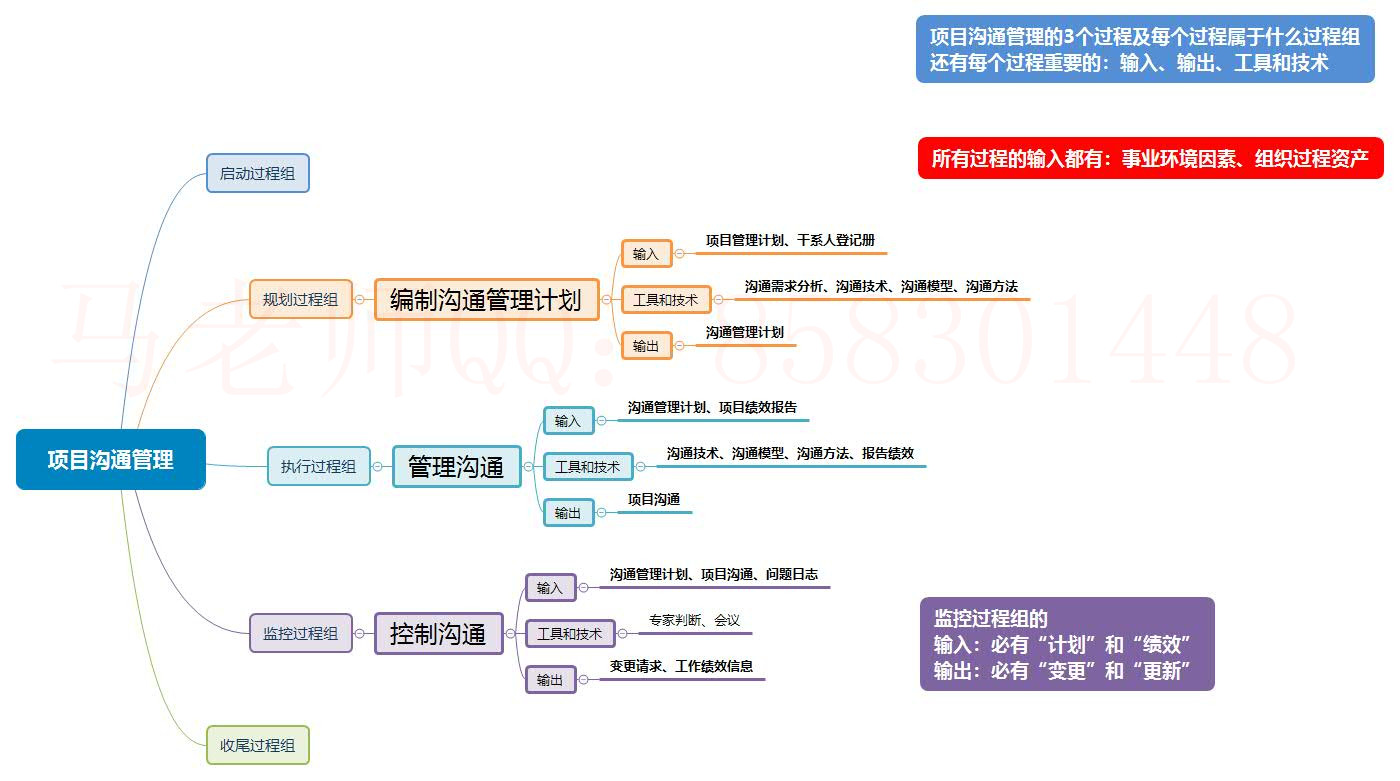 项目沟通管理的3个过程及每个过程属于什么过程组
还有每个过程重要的：输入、输出、工具和技术
所有过程的输入都有：事业环境因素、组织过程资产
项目沟通管理
启动过程组
规划过程组
编制沟通管理计划
输入
项目管理计划、干系人登记册
工具和技术
沟通需求分析、沟通技术、沟通模型、沟通方法
输出
沟通管理计划
执行过程组
管理沟通
输入
沟通管理计划、项目绩效报告
工具和技术
沟通技术、沟通模型、沟通方法、报告绩效
输出
项目沟通
监控过程组
控制沟通
输入
沟通管理计划、项目沟通、问题日志
工具和技术
专家判断、会议
输出
变更请求、工作绩效信息
收尾过程组
监控过程组的
输入：必有“计划”和“绩效”
输出：必有“变更”和“更新”
马老师QQ：858301448